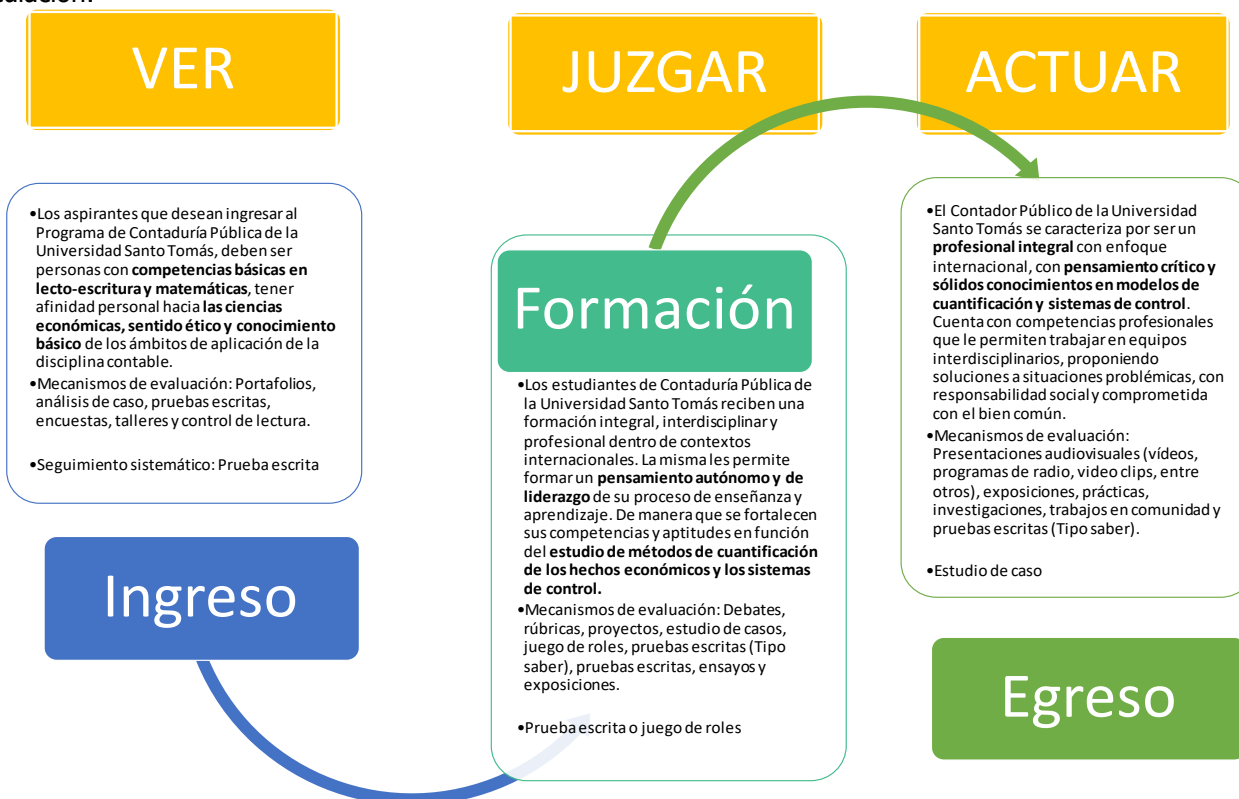 VER
JUZGAR
ACTUAR
•Los aspirantes que desean ingresar al
Programa de Contaduría Pública de la
Universidad Santo Tomás, deben ser
personas con competencias básicas en
lecto-escritura y matemáticas, tener
afinidad personal hacia las ciencias
económicas, sentido ético y conocimiento
básico de los ámbitos de aplicación de la
disciplina contable.
•Mecanismos de evaluación: Portafolios,
análisis de caso, pruebas escritas,
encuestas, talleres y control de lectura.
•Seguimiento sistemático: Prueba escrita
Ingreso
Formación
•Los estudiantes de Contaduría Pública de
la Universidad Santo Tomás reciben una
formación integral, interdisciplinar y
profesional dentro de contextos
internacionales. La misma les permite
formar un pensamiento autónomo y de
liderazgo de su proceso de enseñanza y
aprendizaje. De manera que se fortalecen
sus competencias y aptitudes en función
del estudio de métodos de cuantificación
de los hechos económicos y los sistemas
de control.
•Mecanismos de evaluación: Debates,
rúbricas, proyectos, estudio de casos,
juego de roles, pruebas escritas (Tipo
saber), pruebas escritas, ensayos y
exposiciones.
•Prueba escrita o juego de roles
•El Contador Público de la Universidad
Santo Tomás se caracteriza por ser un
profesional integral con enfoque
internacional, con pensamiento crítico y
sólidos conocimientos en modelos de
cuantificación y sistemas de control.
Cuenta con competencias profesionales
que le permiten trabajar en equipos
interdisciplinarios, proponiendo
soluciones a situaciones problémicas, con
responsabilidad social y comprometida
con el bien común.
•Mecanismos de evaluación:
Presentaciones audiovisuales (vídeos,
programas de radio, video clips, entre
otros), exposiciones, prácticas,
investigaciones, trabajos en comunidad y
pruebas escritas (Tipo saber).
•Estudio de caso
Egreso